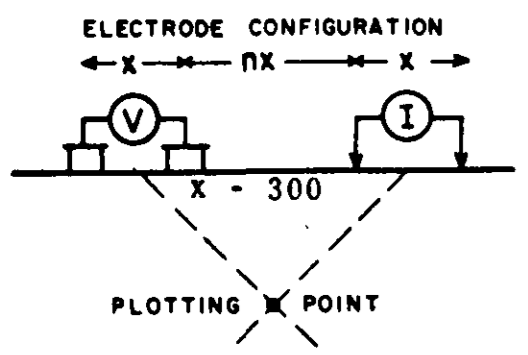 ELECTRODE CONFIGURATION
X nX X
V I
X - 300
PLOTTING POINT